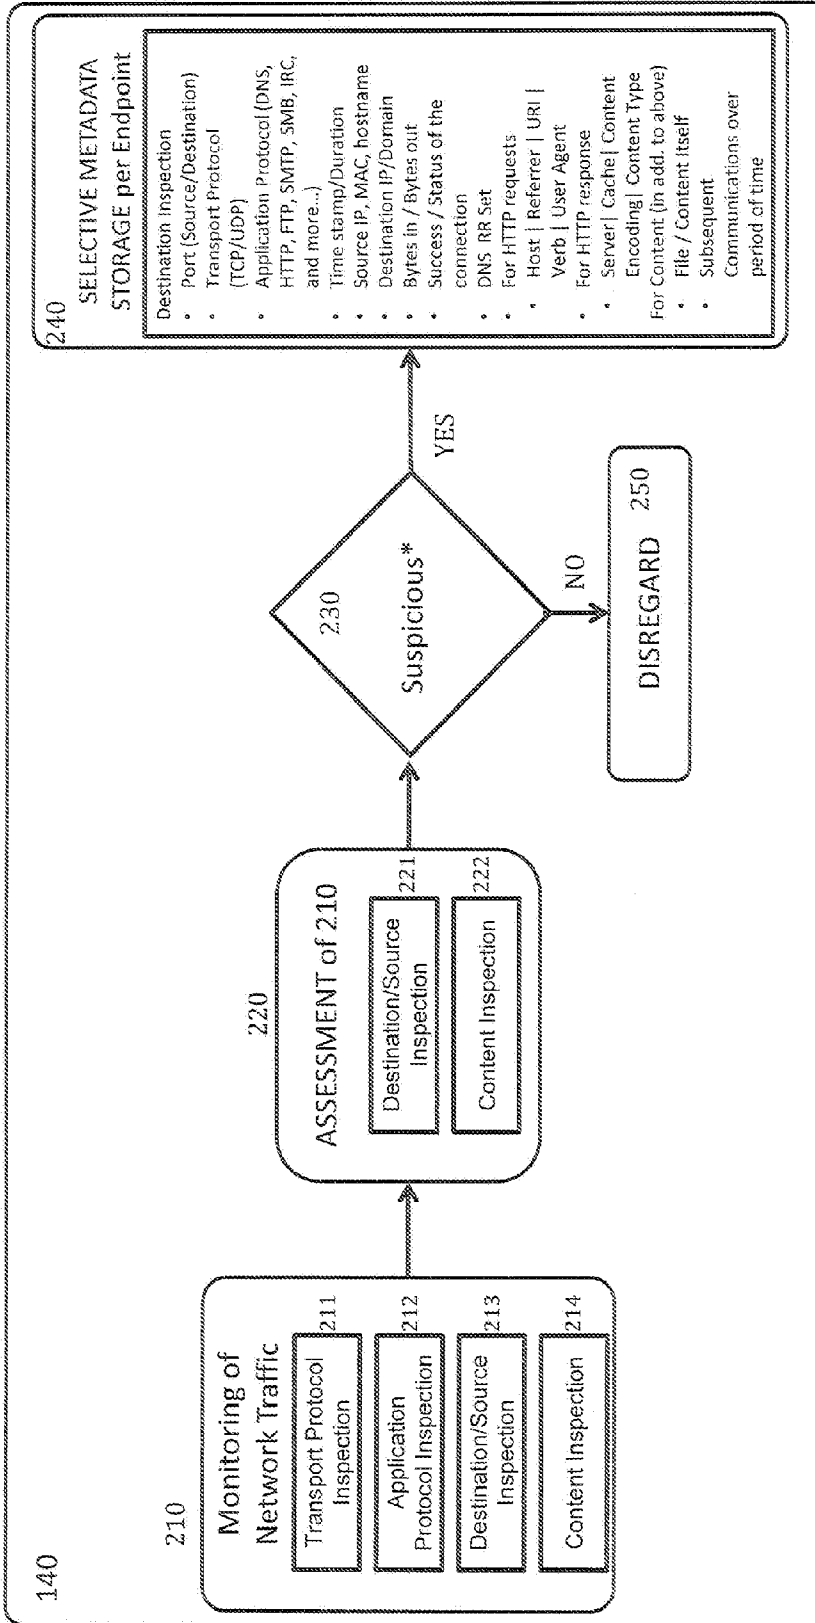 140
210
Monitoring of
Network Traffic
Transport Protocol
Inspection
211
Application
Protocol Inspection
212
Destination/Source
Inspection
213
Content Inspection
214
220
ASSESSMENT of 210
Destination/Source
Inspection
221
Content Inspection
222
230
Suspicious*
YES
NO
DISREGARD 250
240
SELECTIVE METADATA
STORAGE per Endpoint
Destination Inspection
• Port (Source/Destination)
• Transport Protocol
(TCP/UDP)
• Application Protocol (DNS,
HTTP, FTP, SMTP, SMB, IRC,
and more...)
• Time stamp/Duration
• Source IP, MAC, hostname
• Destination IP/Domain
• Bytes in / Bytes out
• Success / Status of the
connection
• DNS RR Set
• For HTTP requests
• Host | Referrer | URI |
Verb | User Agent
• For HTTP response
• Server| Cache| Content
Encoding| Content Type
For Content (in add. to above)
• File / Content Itself
• Subsequent
Communications over
period of time